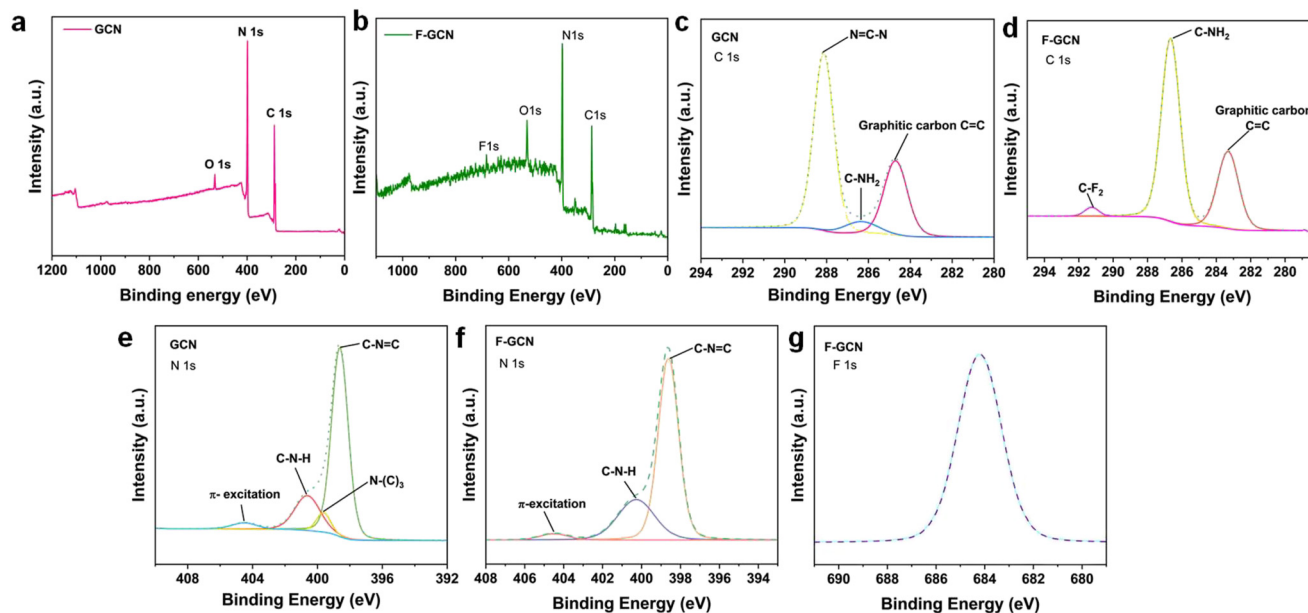 a
GCN
N 1s
C 1s
O 1s
Intensity (a.u.)
1200 1000 800 600 400 200 0
Binding energy (eV)
b
F-GCN
N1s
O1s
C1s
F1s
Intensity (a.u.)
1000 800 600 400 200 0
Binding Energy (eV)
c
GCN
C 1s
N=C-N
Graphitic carbon C=C
C-NH₂
Intensity (a.u.)
294 292 290 288 286 284 282 280
Binding Energy (eV)
d
F-GCN
C 1s
C-NH₂
Graphitic carbon
C=C
C-F₂
Intensity (a.u.)
295 294 292 290 288 286 284 282 280
Binding Energy (eV)
e
GCN
N 1s
C-N=C
C-N-H
N-(C)₃
π- excitation
Intensity (a.u.)
408 404 400 396 392
Binding Energy (eV)
f
F-GCN
N 1s
C-N=C
C-N-H
π-excitation
Intensity (a.u.)
408 406 404 402 400 398 396 394
Binding Energy (eV)
g
F-GCN
F 1s
Intensity (a.u.)
690 688 686 684 682 680
Binding Energy (eV)